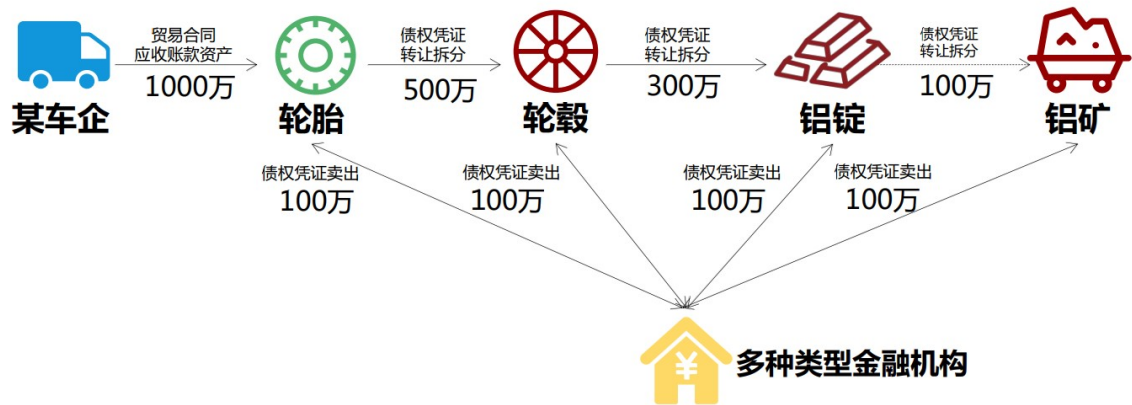 贸易合同
应收账款资产
1000万
债权凭证
转让拆分
500万
债权凭证
转让拆分
300万
债权凭证
转让拆分
100万
某车企
轮胎
轮毂
铝锭
铝矿
债权凭证卖出
100万
债权凭证卖出
100万
债权凭证卖出
100万
债权凭证卖出
100万
¥
多种类型金融机构